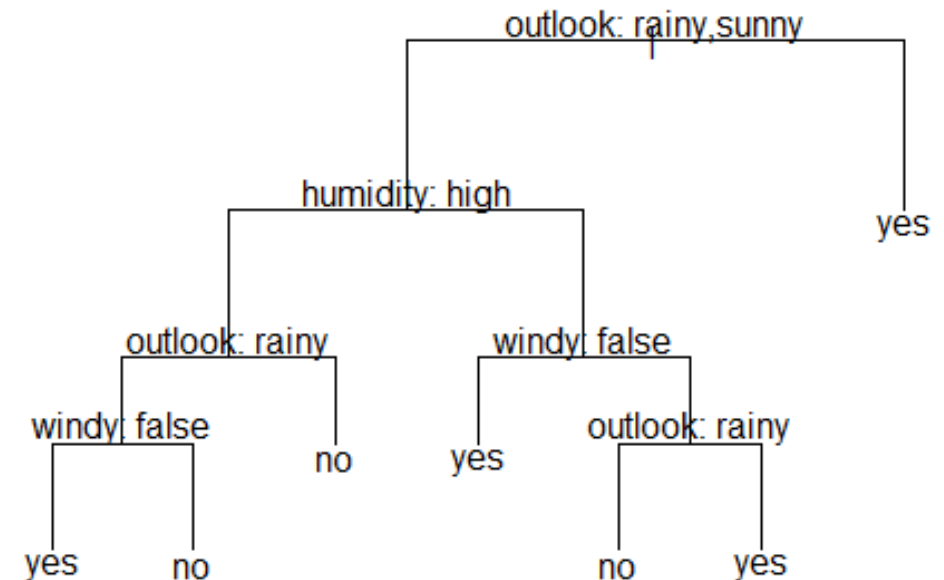 outlook: rainy,sunny
humidity: high
yes
outlook: rainy
windy: false
windy: false
outlook: rainy
no
yes
yes
no
no
yes